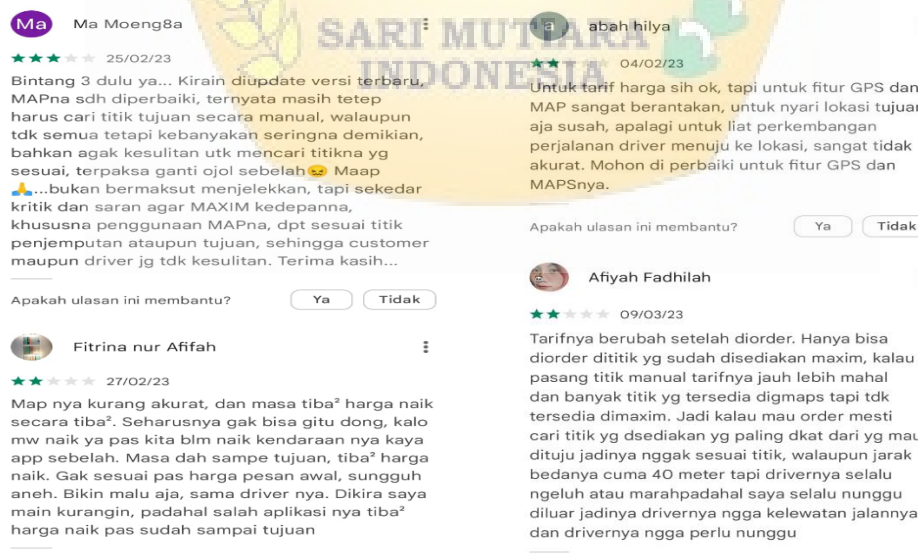 SARI MUTIARA
INDONESIA
Ma Ma Moeng8a
25/02/23
Bintang 3 dulu ya... Kirain diupdate versi terbaru,
MAPna sdh diperbaiki, ternyata masih tetep
harus cari titik tujuan secara manual, walaupun
tdk semua tetapi kebanyakan seringna demikian,
bahkan agak kesulitan utk mencari titikna yg
sesuai, terpaksa ganti ojol sebelah😖 Maap
🙏...bukan bermaksut menjelekkan, tapi sekedar
kritik dan saran agar MAXIM kedepanna,
khususna penggunaan MAPna, dpt sesuai titik
penjemputan ataupun tujuan, sehingga customer
maupun driver jg tdk kesulitan. Terima kasih...
Apakah ulasan ini membantu? Ya Tidak
Fitrina nur Afifah
27/02/23
Map nya kurang akurat, dan masa tiba² harga naik
secara tiba². Seharusnya gak bisa gitu dong, kalo
mw naik ya pas kita blm naik kendaraan nya kaya
app sebelah. Masa dah sampe tujuan, tiba² harga
naik. Gak sesuai pas harga pesan awal, sungguh
aneh. Bikin malu aja, sama driver nya. Dikira saya
main kurangin, padahal salah aplikasi nya tiba²
harga naik pas sudah sampai tujuan
a abah hilya
04/02/23
Untuk tarif harga sih ok, tapi untuk fitur GPS dan
MAP sangat berantakan, untuk nyari lokasi tujuan
aja susah, apalagi untuk liat perkembangan
perjalanan driver menuju ke lokasi, sangat tidak
akurat. Mohon di perbaiki untuk fitur GPS dan
MAPSnya.
Apakah ulasan ini membantu? Ya Tidak
Afiyah Fadhilah
09/03/23
Tarifnya berubah setelah diorder. Hanya bisa
diorder dititik yg sudah disediakan maxim, kalau
pasang titik manual tarifnya jauh lebih mahal
dan banyak titik yg tersedia digmaps tapi tdk
tersedia dimaxim. Jadi kalau mau order mesti
cari titik yg dsediakan yg paling dkat dari yg mau
dituju jadinya nggak sesuai titik, walaupun jarak
bedanya cuma 40 meter tapi drivernya selalu
ngeluh atau marahpadahal saya selalu nunggu
diluar jadinya drivernya ngga kelewatan jalannya
dan drivernya ngga perlu nunggu